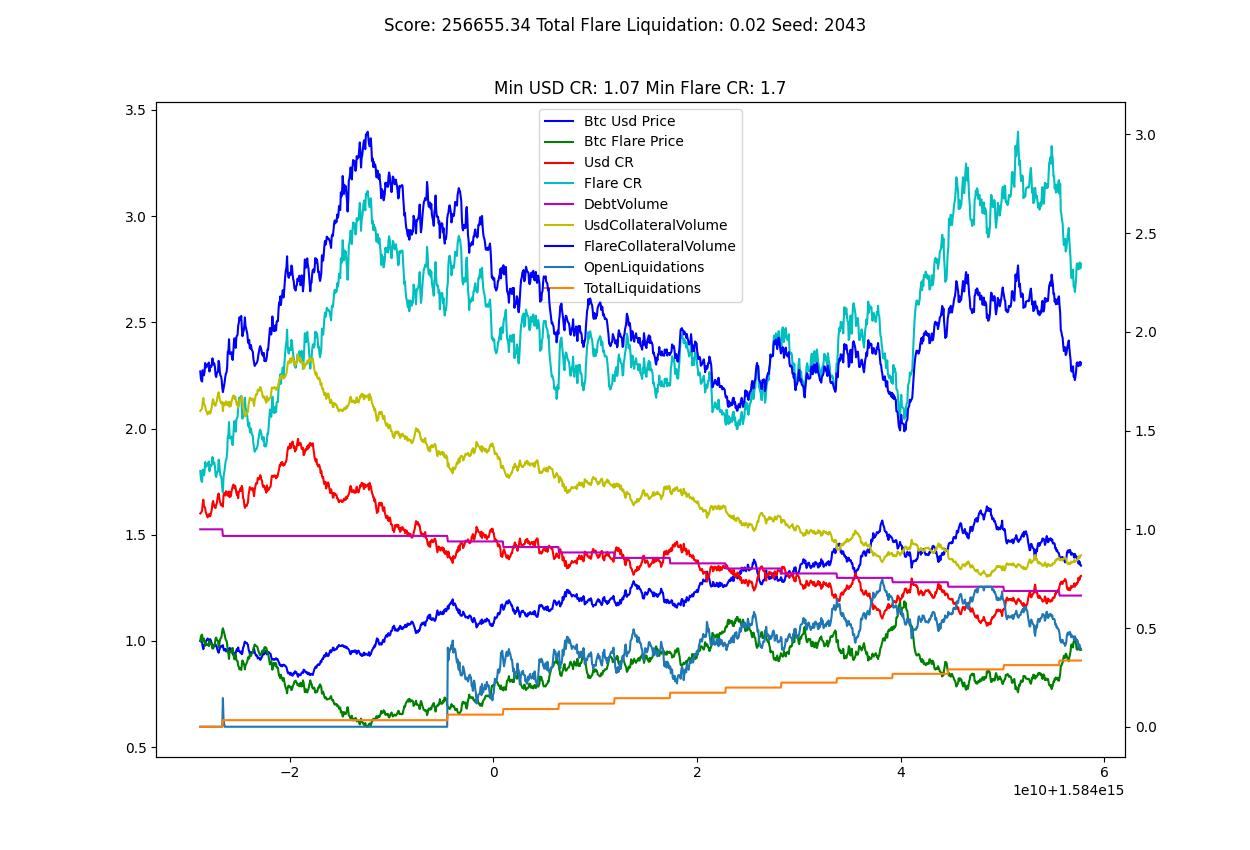 Score: 256655.34 Total Flare Liquidation: 0.02 Seed: 2043
Min USD CR: 1.07 Min Flare CR: 1.7
3.5
3.0
2.5
2.0
1.5
1.0
0.5
Btc Usd Price
Btc Flare Price
Usd CR
Flare CR
DebtVolume
UsdCollateralVolume
FlareCollateralVolume
OpenLiquidations
TotalLiquidations
3.0
2.5
2.0
1.5
1.0
0.5
0.0
−2 0 2 4 6
1e10+1.584e15